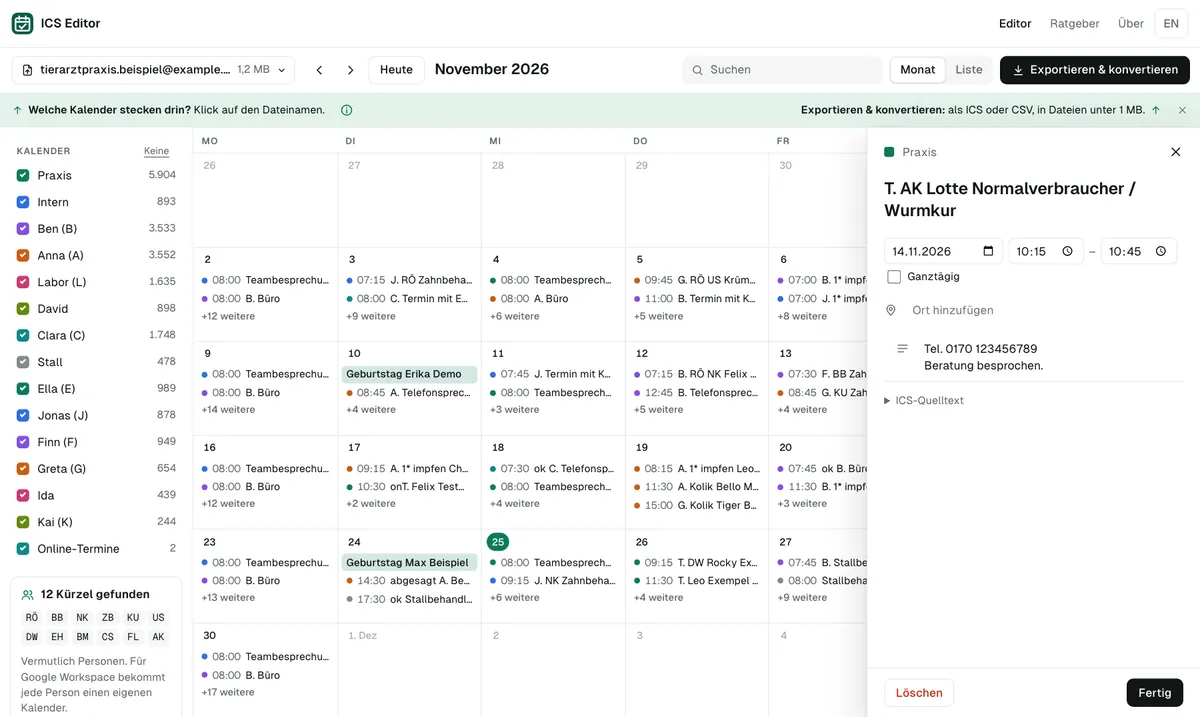 ICS Editor
Editor Ratgeber Über EN
tierarztpraxis.beispiel@example.… 1,2 MB
Heute
November 2026
Suchen
Monat Liste
Exportieren & konvertieren
↑ Welche Kalender stecken drin? Klick auf den Dateinamen.
Exportieren & konvertieren: als ICS oder CSV, in Dateien unter 1 MB. ↑
KALENDER Keine
Praxis 5.904
Intern 893
Ben (B) 3.533
Anna (A) 3.552
Labor (L) 1.635
David 898
Clara (C) 1.748
Stall 478
Ella (E) 989
Jonas (J) 878
Finn (F) 949
Greta (G) 654
Ida 439
Kai (K) 244
Online-Termine 2
12 Kürzel gefunden
RÖ BB NK ZB KU US
DW EH BM CS FL AK
Vermutlich Personen. Für
Google Workspace bekommt
jede Person einen eigenen
Kalender.
MO DI MI DO FR
26 27 28 29 30
2
08:00 Teambesprechu…
08:00 B. Büro
+12 weitere
3
07:15 J. RÖ Zahnbeha…
08:00 C. Termin mit E…
+9 weitere
4
08:00 Teambesprech…
08:00 A. Büro
+6 weitere
5
09:45 G. RÖ US Krüm…
11:00 B. Termin mit K…
+5 weitere
6
07:00 B. 1* impf
07:00 J. 1* impf
+8 weitere
9
08:00 Teambesprechu…
08:00 B. Büro
+14 weitere
10
Geburtstag Erika Demo
08:45 A. Telefonsprec…
+4 weitere
11
07:45 J. Termin mit K…
08:00 Teambesprech…
+3 weitere
12
07:15 B. RÖ NK Felix …
12:45 B. Telefonsprec…
+5 weitere
13
07:30 F. BB Zah
08:45 G. KU Zah
+4 weitere
16
08:00 Teambesprechu…
08:00 B. Büro
+12 weitere
17
09:15 A. 1* impfen Ch…
10:30 onT. Felix Test…
+2 weitere
18
07:30 ok C. Telefonsp…
08:00 Teambesprech…
+4 weitere
19
08:15 A. 1* impfen Leo…
11:30 A. Kolik Bello M…
15:00 G. Kolik Tiger B…
20
07:45 ok B. Büro
11:30 B. 1* impf
+3 weitere
23
08:00 Teambesprechu…
08:00 B. Büro
+13 weitere
24
Geburtstag Max Beispiel
14:30 abgesagt A. Be…
17:30 ok Stallbehandl…
25
08:00 Teambesprech…
09:15 J. NK Zahnbeha…
+6 weitere
26
09:15 T. DW Rocky Ex…
11:30 T. Leo Exempel …
+4 weitere
27
07:45 B. Stallbe
08:00 Stallbeha
+9 weitere
30
08:00 Teambesprechu…
08:00 B. Büro
+17 weitere
1. Dez 2 3 4
Praxis
T. AK Lotte Normalverbraucher /
Wurmkur
14.11.2026 10:15 – 10:45
Ganztägig
Ort hinzufügen
Tel. 0170 123456789
Beratung besprochen.
ICS-Quelltext
Löschen Fertig